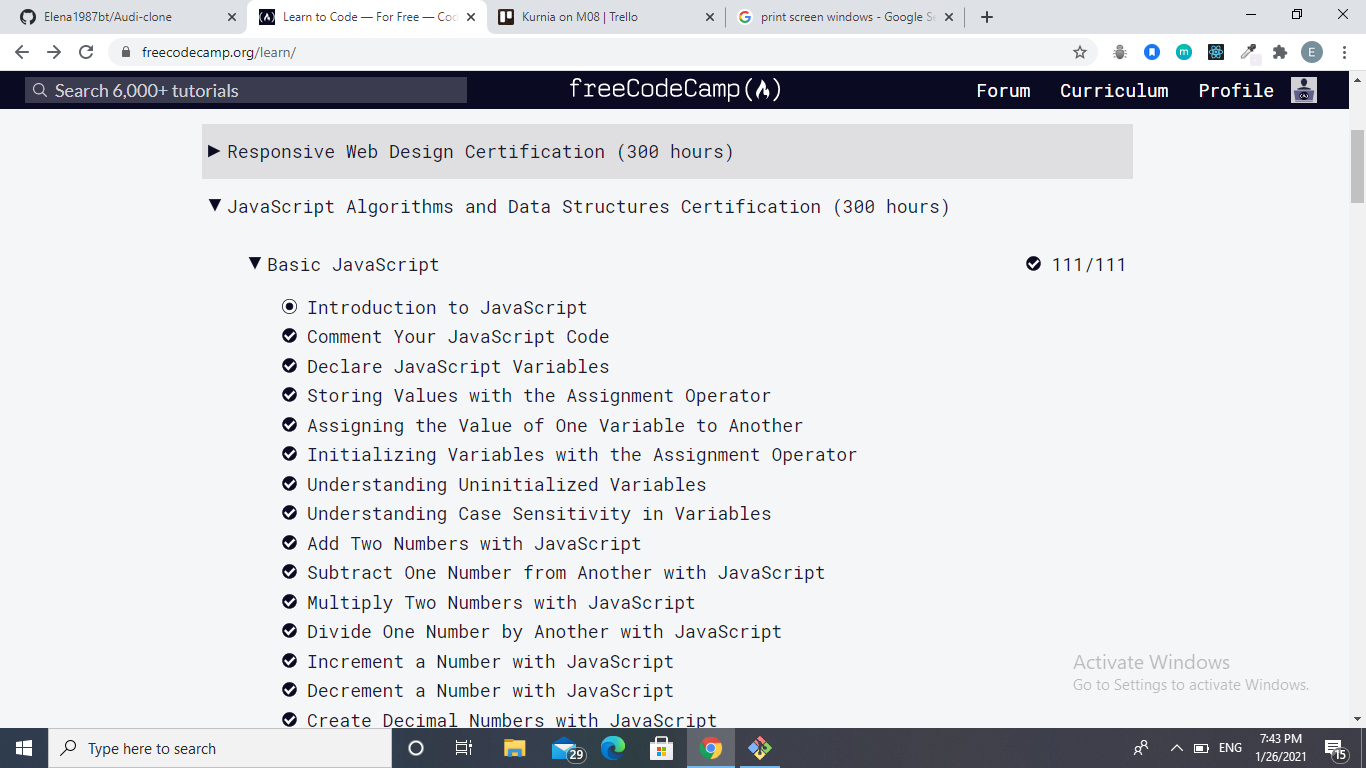 Elena1987bt/Audi-clone
Learn to Code — For Free — Cod
Kurnia on M08 | Trello
print screen windows - Google Se
freecodecamp.org/learn/
m
E
Search 6,000+ tutorials
freeCodeCamp
Forum
Curriculum
Profile
Responsive Web Design Certification (300 hours)
JavaScript Algorithms and Data Structures Certification (300 hours)
Basic JavaScript
111/111
Introduction to JavaScript
Comment Your JavaScript Code
Declare JavaScript Variables
Storing Values with the Assignment Operator
Assigning the Value of One Variable to Another
Initializing Variables with the Assignment Operator
Understanding Uninitialized Variables
Understanding Case Sensitivity in Variables
Add Two Numbers with JavaScript
Subtract One Number from Another with JavaScript
Multiply Two Numbers with JavaScript
Divide One Number by Another with JavaScript
Increment a Number with JavaScript
Decrement a Number with JavaScript
Create Decimal Numbers with JavaScript
Activate Windows
Go to Settings to activate Windows.
Type here to search
29
ENG
7:43 PM
1/26/2021
15